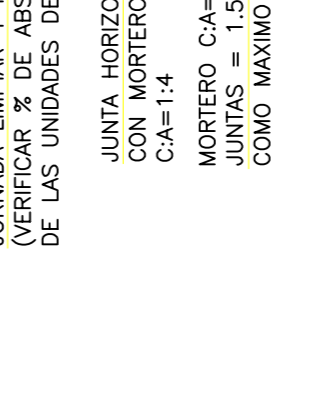 (VERIFICAR % DE ABS
DE LAS UNIDADES DE
JUNTA HORIZO
CON MORTERO
C:A=1:4
MORTERO C:A=
JUNTAS = 1.5
COMO MAXIMO